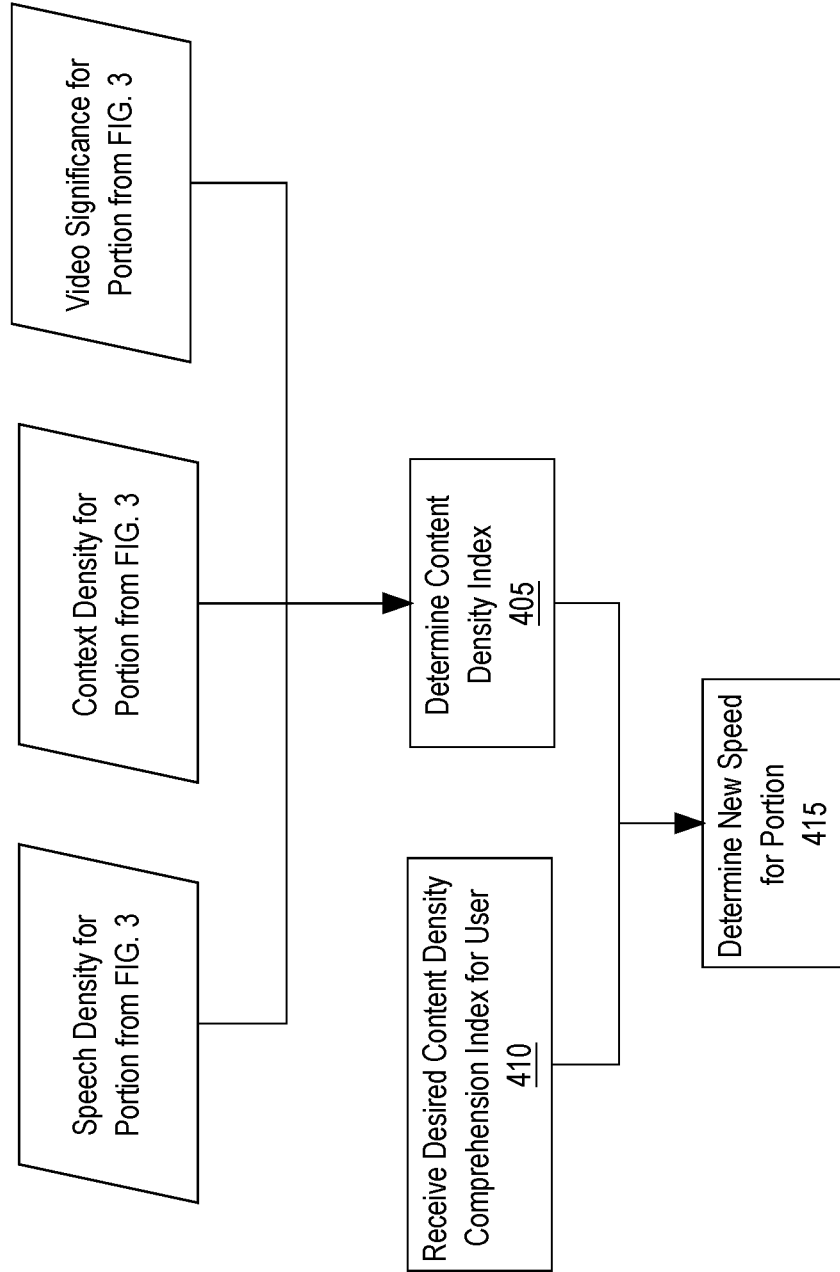 Speech Density for
Portion from FIG. 3
Context Density for
Portion from FIG. 3
Video Significance for
Portion from FIG. 3
Receive Desired Content Density
Comprehension Index for User
410
Determine Content
Density Index
405
Determine New Speed
for Portion
415